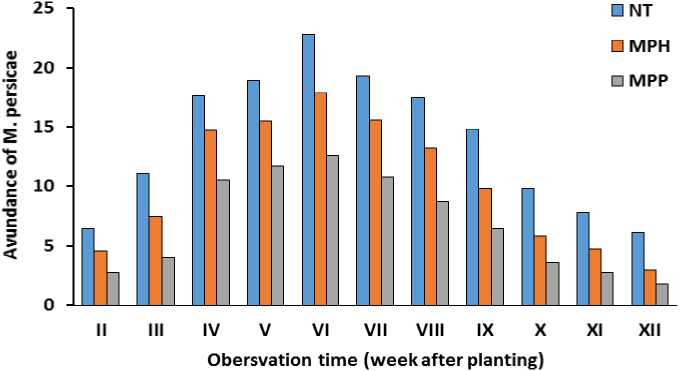 25
20
15
10
5
0
Avundance of M. persicae
NT
MPH
MPP
II III IV V VI VII VIII IX X XI XII
Obersvation time (week after planting)